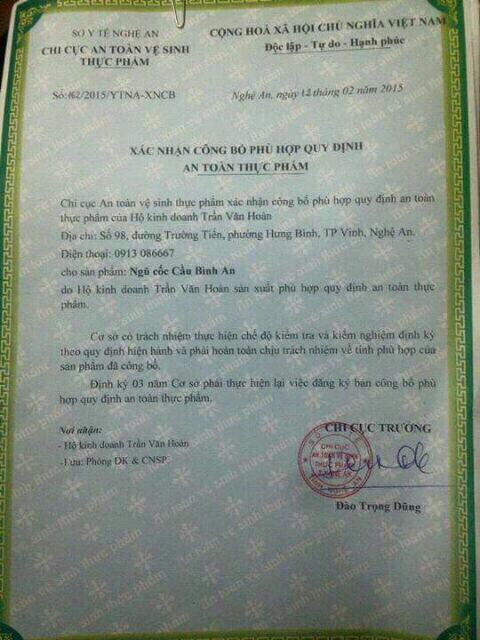 SỞ Y TẾ NGHỆ AN
CHI CỤC AN TOÀN VỆ SINH
THỰC PHẨM
CỘNG HOÀ XÃ HỘI CHỦ NGHĨA VIỆT NAM
Độc lập - Tự do - Hạnh phúc
Số: /2015/YTNA-XNCB
Nghệ An, ngày 12 tháng 02 năm 2015
XÁC NHẬN CÔNG BỐ PHÙ HỢP QUY ĐỊNH
AN TOÀN THỰC PHẨM
Chi cục An toàn vệ sinh thực phẩm xác nhận công bố phù hợp quy định an toàn
thực phẩm của Hộ kinh doanh Trần Văn Hoàn
Địa chỉ: Số 98, đường Trường Tiến, phường Hưng Bình, TP Vinh, Nghệ An.
Điện thoại: 0913 086667
cho sản phẩm: Ngũ cốc Cầu Bình An
do Hộ kinh doanh Trần Văn Hoàn sản xuất phù hợp quy định an toàn thực
phẩm.
Cơ sở có trách nhiệm thực hiện chế độ kiểm tra và kiểm nghiệm định kỳ
theo quy định hiện hành và phải hoàn toàn chịu trách nhiệm về tính phù hợp của
sản phẩm đã công bố.
Định kỳ 03 năm Cơ sở phải thực hiện lại việc đăng ký bản công bố phù
hợp quy định an toàn thực phẩm.
Nơi nhận:
- Hộ kinh doanh Trần Văn Hoàn
- Lưu: Phòng ĐK & CNSP.
CHI CỤC TRƯỞNG
CHI CỤC
AN TOÀN VỆ SINH
THỰC PHẨM
T.NGHỆ AN
Đào Trọng Dũng